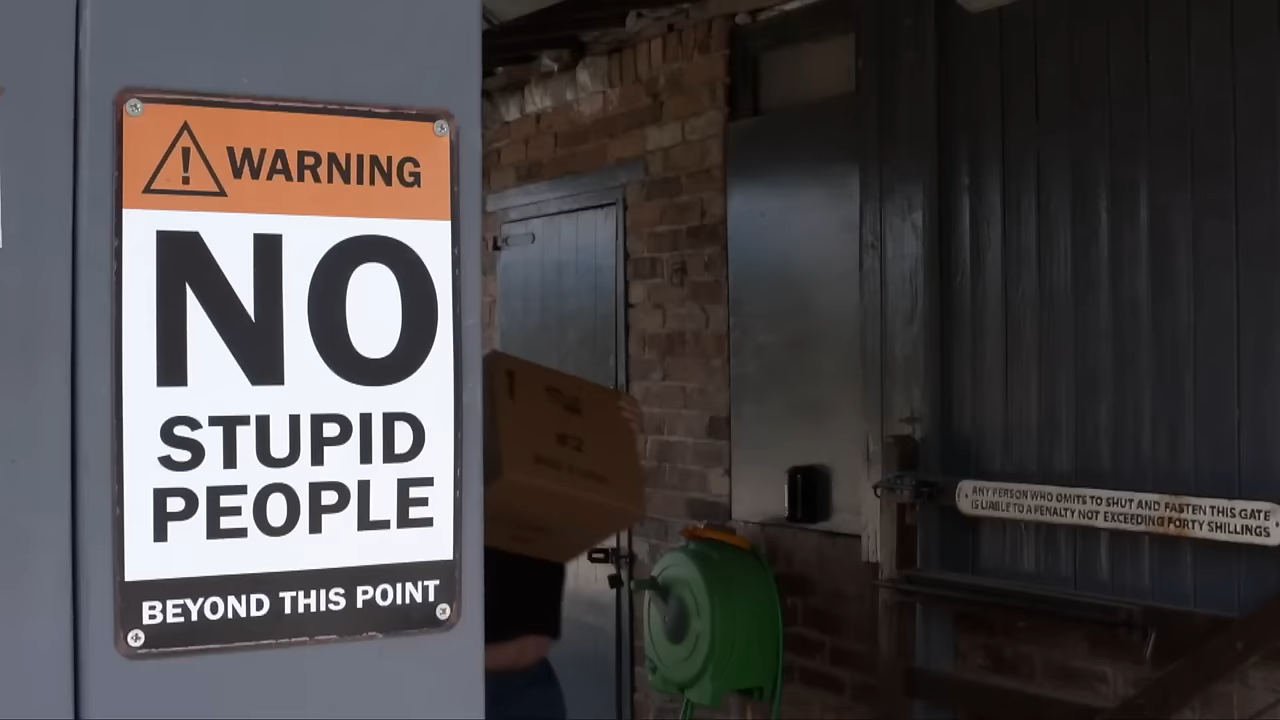 WARNING
NO
STUPID
PEOPLE
BEYOND THIS POINT
ANY PERSON WHO OMITS TO SHUT AND FASTEN THIS GATE
IS LIABLE TO A PENALTY NOT EXCEEDING FORTY SHILLINGS